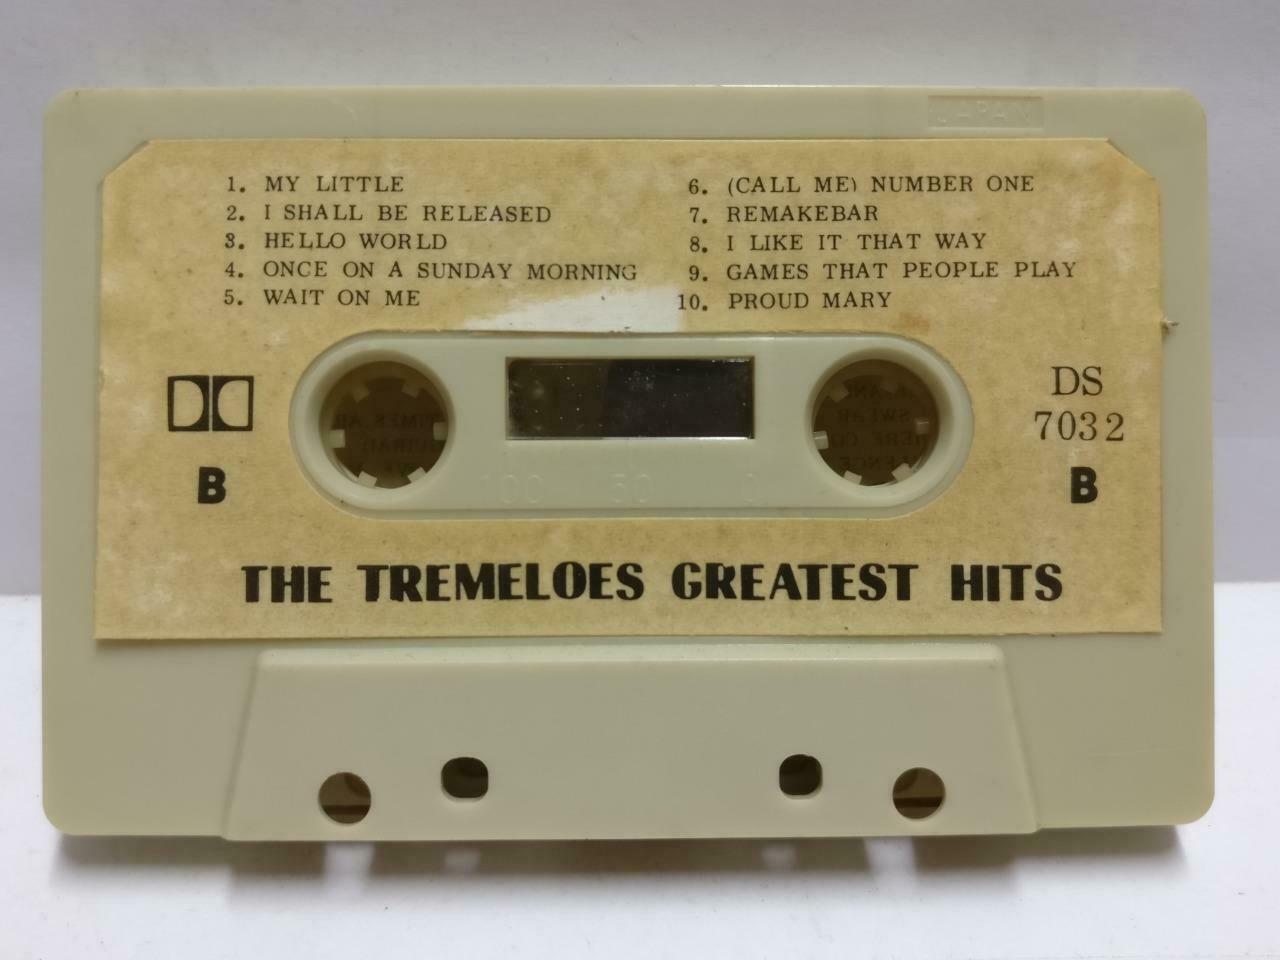 JAPAN
1. MY LITTLE
2. I SHALL BE RELEASED
3. HELLO WORLD
4. ONCE ON A SUNDAY MORNING
5. WAIT ON ME
6. (CALL ME) NUMBER ONE
7. REMAKEBAR
8. I LIKE IT THAT WAY
9. GAMES THAT PEOPLE PLAY
10. PROUD MARY
DS
7032
B
B
100 50 0
THE TREMELOES GREATEST HITS